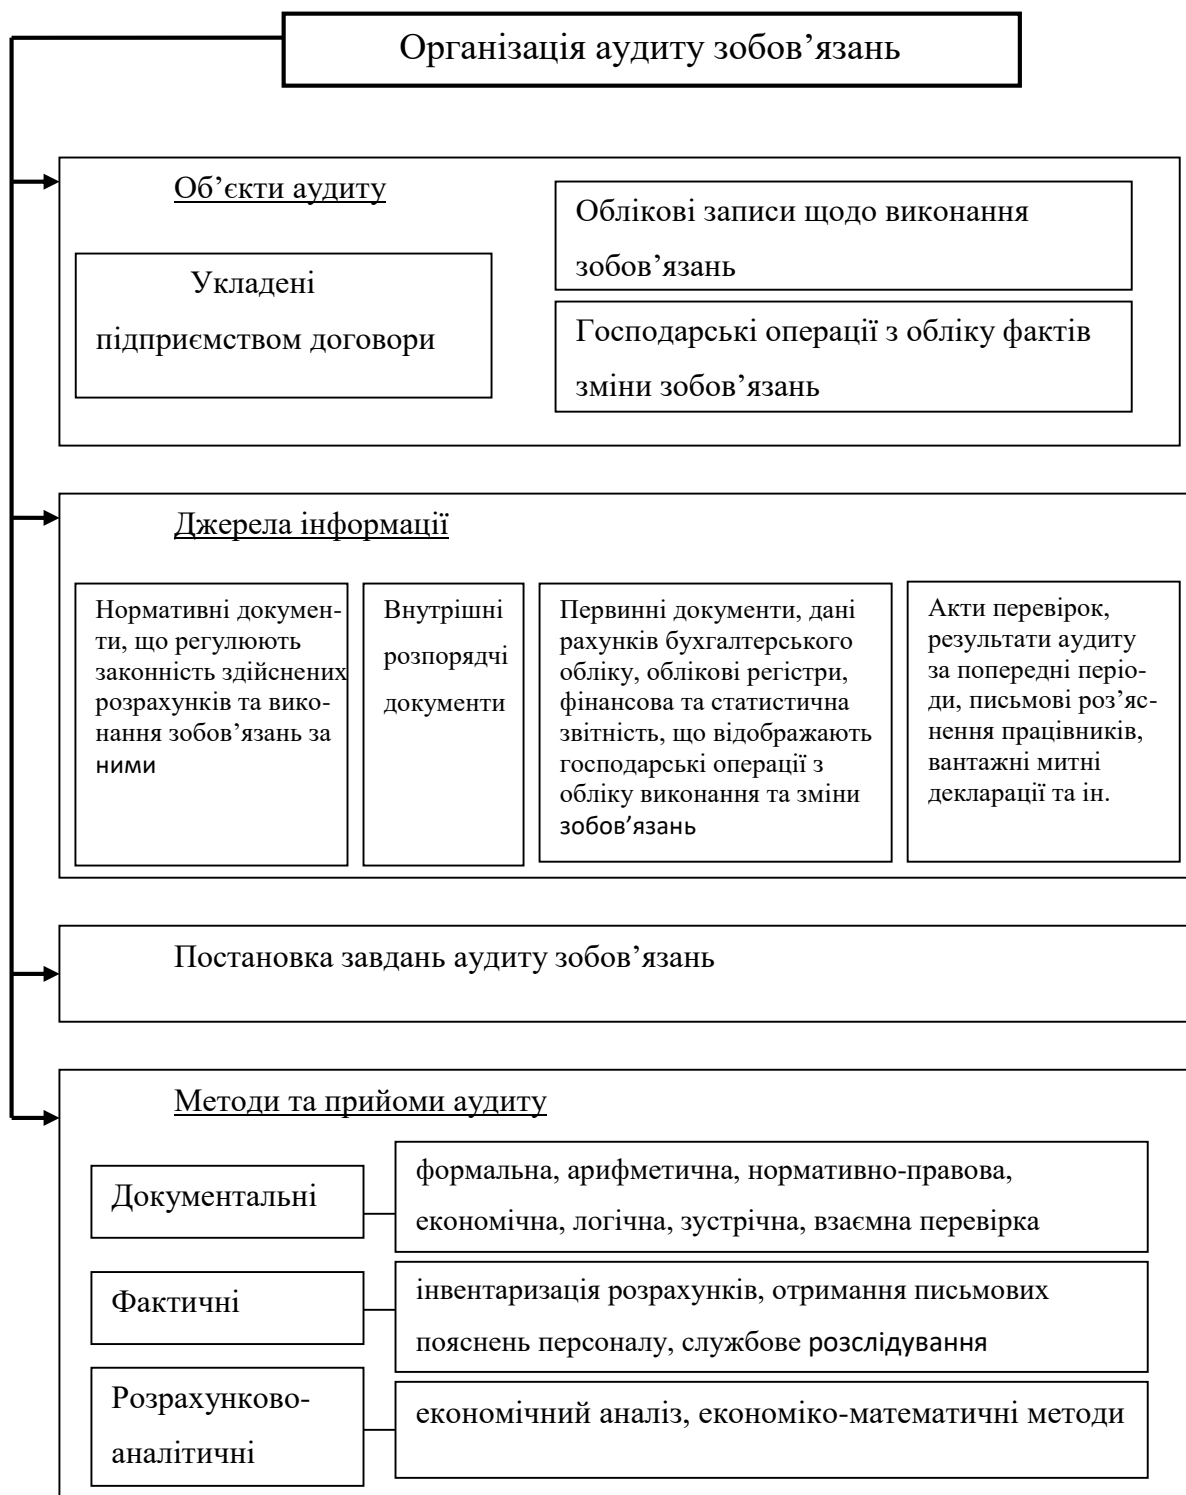 Організація аудиту зобов’язань
Об’єкти аудиту
Укладені
підприємством договори
Облікові записи щодо виконання
зобов’язань
Господарські операції з обліку фактів
зміни зобов’язань
Джерела інформації
Нормативні докумен-
ти, що регулюють
законність здійснених
розрахунків та вико-
нання зобов’язань за
ними
Внутрішні
розпорядчі
документи
Первинні документи, дані
рахунків бухгалтерського
обліку, облікові регістри,
фінансова та статистична
звітність, що відображають
господарські операції з
обліку виконання та зміни
зобов’язань
Акти перевірок,
результати аудиту
за попередні періо-
ди, письмові роз’яс-
нення працівників,
вантажні митні
декларації та ін.
Постановка завдань аудиту зобов’язань
Методи та прийоми аудиту
Документальні
формальна, арифметична, нормативно-правова,
економічна, логічна, зустрічна, взаємна перевірка
Фактичні
інвентаризація розрахунків, отримання письмових
пояснень персоналу, службове розслідування
Розрахунково-
аналітичні
економічний аналіз, економіко-математичні методи